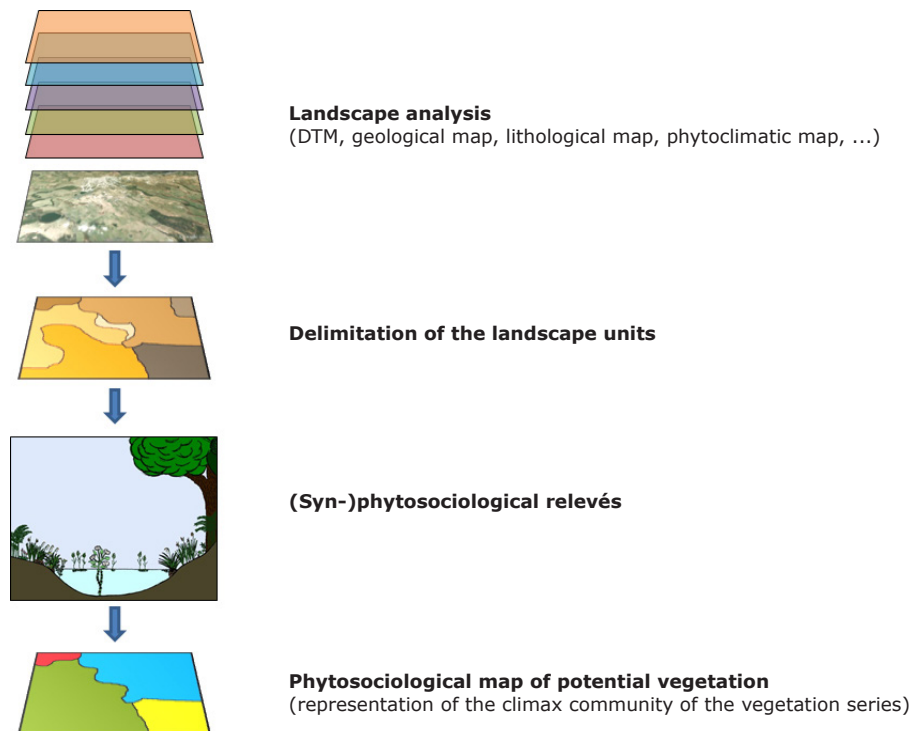 Landscape analysis
(DTM, geological map, lithological map, phytoclimatic map, ...)
Delimitation of the landscape units
(Syn-)phytosociological relevés
Phytosociological map of potential vegetation
(representation of the climax community of the vegetation series)